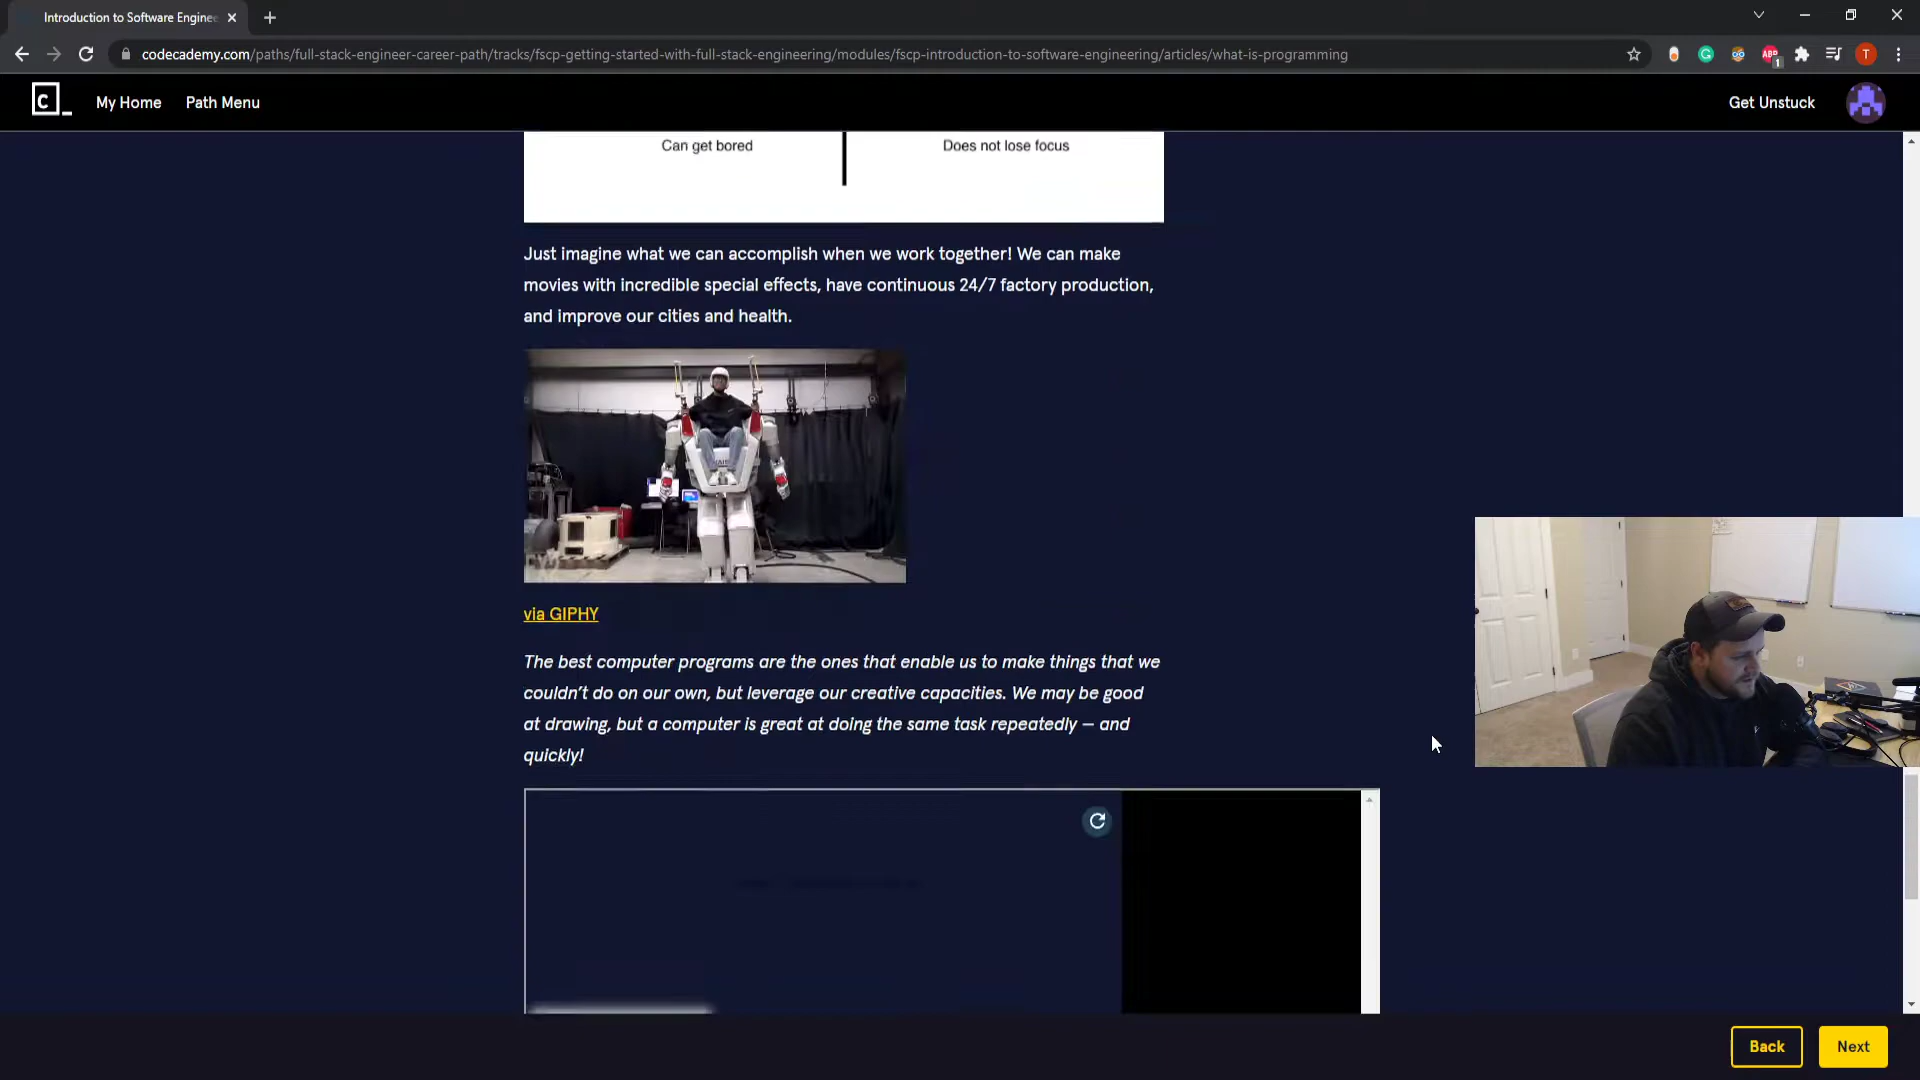 Introduction to Software Enginee
codecademy.com/paths/full-stack-engineer-career-path/tracks/fscp-getting-started-with-full-stack-engineering/modules/fscp-introduction-to-software-engineering/articles/what-is-programming
ABP
1
T
C_
My Home
Path Menu
Get Unstuck
Can get bored
Does not lose focus
Just imagine what we can accomplish when we work together! We can make
movies with incredible special effects, have continuous 24/7 factory production,
and improve our cities and health.
via GIPHY
The best computer programs are the ones that enable us to make things that we
couldn't do on our own, but leverage our creative capacities. We may be good
at drawing, but a computer is great at doing the same task repeatedly — and
quickly!
Back
Next